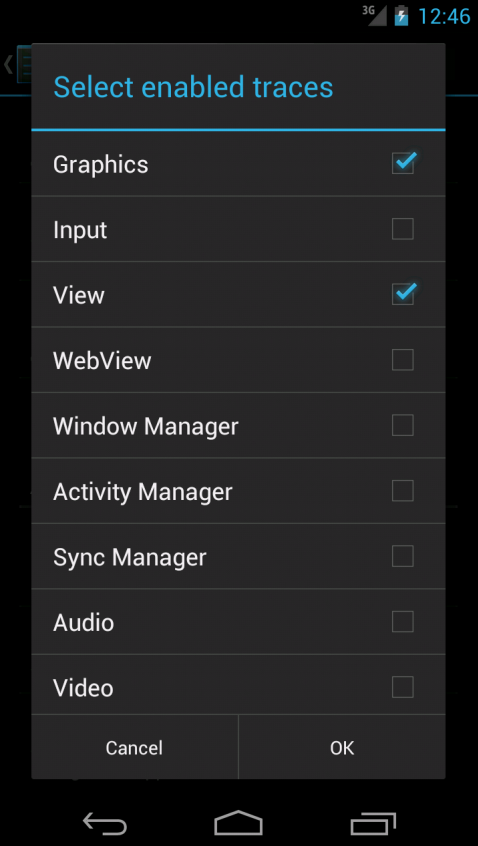 3G 12:46
Select enabled traces
Graphics
Input
View
WebView
Window Manager
Activity Manager
Sync Manager
Audio
Video
Cancel OK